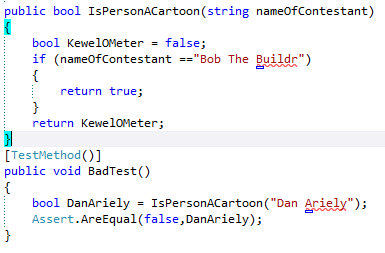 public bool IsPersonACartoon(string nameOfContestant)
{
    bool KewelOMeter = false;
    if (nameOfContestant =="Bob The Buildr")
    {
        return true;
    }
    return KewelOMeter;
}
[TestMethod()]
public void BadTest()
{
    bool DanAriely = IsPersonACartoon("Dan Ariely");
    Assert.AreEqual(false,DanAriely);
}